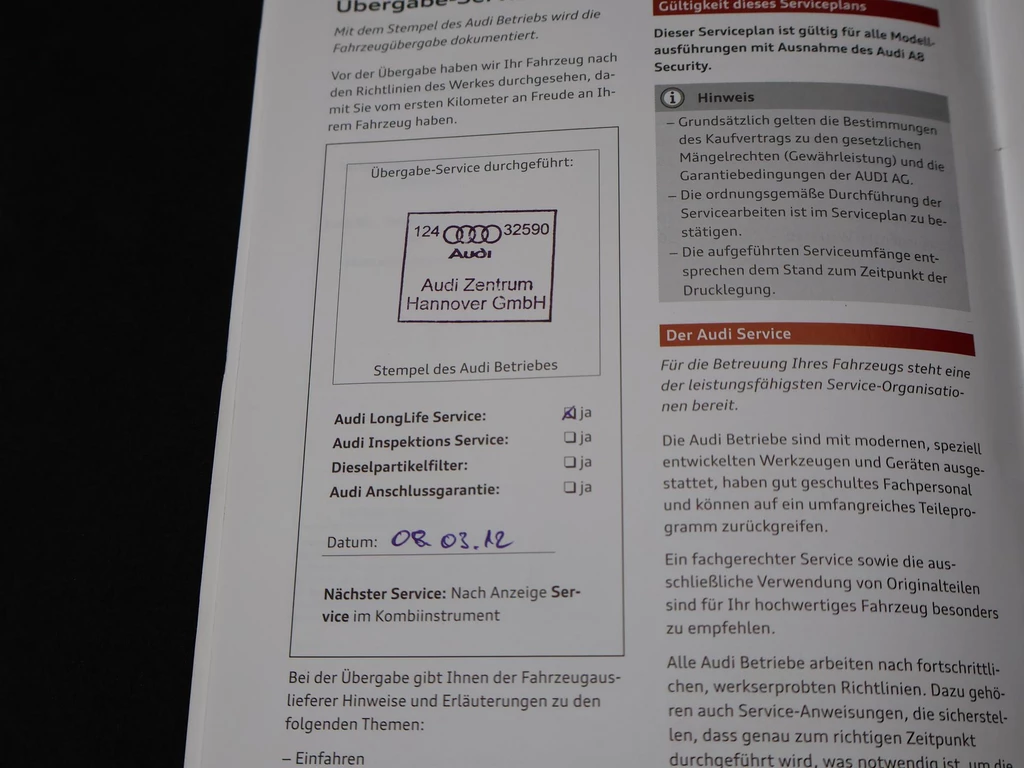 Mit dem Stempel des Audi Betriebs wird die
Fahrzeugübergabe dokumentiert.
Vor der Übergabe haben wir Ihr Fahrzeug nach
den Richtlinien des Werkes durchgesehen, da-
mit Sie vom ersten Kilometer an Freude an Ih-
rem Fahrzeug haben.
Übergabe-Service durchgeführt:
124 32590
Audi
Audi Zentrum
Hannover GmbH
Stempel des Audi Betriebes
Audi LongLife Service: ja
Audi Inspektions Service: ja
Dieselpartikelfilter: ja
Audi Anschlussgarantie: ja
Datum: 08 03.12
Nächster Service: Nach Anzeige Ser-
vice im Kombiinstrument
Bei der Übergabe gibt Ihnen der Fahrzeugaus-
lieferer Hinweise und Erläuterungen zu den
folgenden Themen:
– Einfahren
Gültigkeit dieses Serviceplans
Dieser Serviceplan ist gültig für alle Modell-
ausführungen mit Ausnahme des Audi A8
Security.
i Hinweis
– Grundsätzlich gelten die Bestimmungen
des Kaufvertrags zu den gesetzlichen
Mängelrechten (Gewährleistung) und die
Garantiebedingungen der AUDI AG.
– Die ordnungsgemäße Durchführung der
Servicearbeiten ist im Serviceplan zu be-
stätigen.
– Die aufgeführten Serviceumfänge ent-
sprechen dem Stand zum Zeitpunkt der
Drucklegung.
Der Audi Service
Für die Betreuung Ihres Fahrzeugs steht eine
der leistungsfähigsten Service-Organisatio-
nen bereit.
Die Audi Betriebe sind mit modernen, speziell
entwickelten Werkzeugen und Geräten ausge-
stattet, haben gut geschultes Fachpersonal
und können auf ein umfangreiches Teilepro-
gramm zurückgreifen.
Ein fachgerechter Service sowie die aus-
schließliche Verwendung von Originalteilen
sind für Ihr hochwertiges Fahrzeug besonders
zu empfehlen.
Alle Audi Betriebe arbeiten nach fortschrittli-
chen, werkserprobten Richtlinien. Dazu gehö-
ren auch Service-Anweisungen, die sicherstel-
len, dass genau zum richtigen Zeitpunkt
durchgeführt wird, was notwendig ist, um die